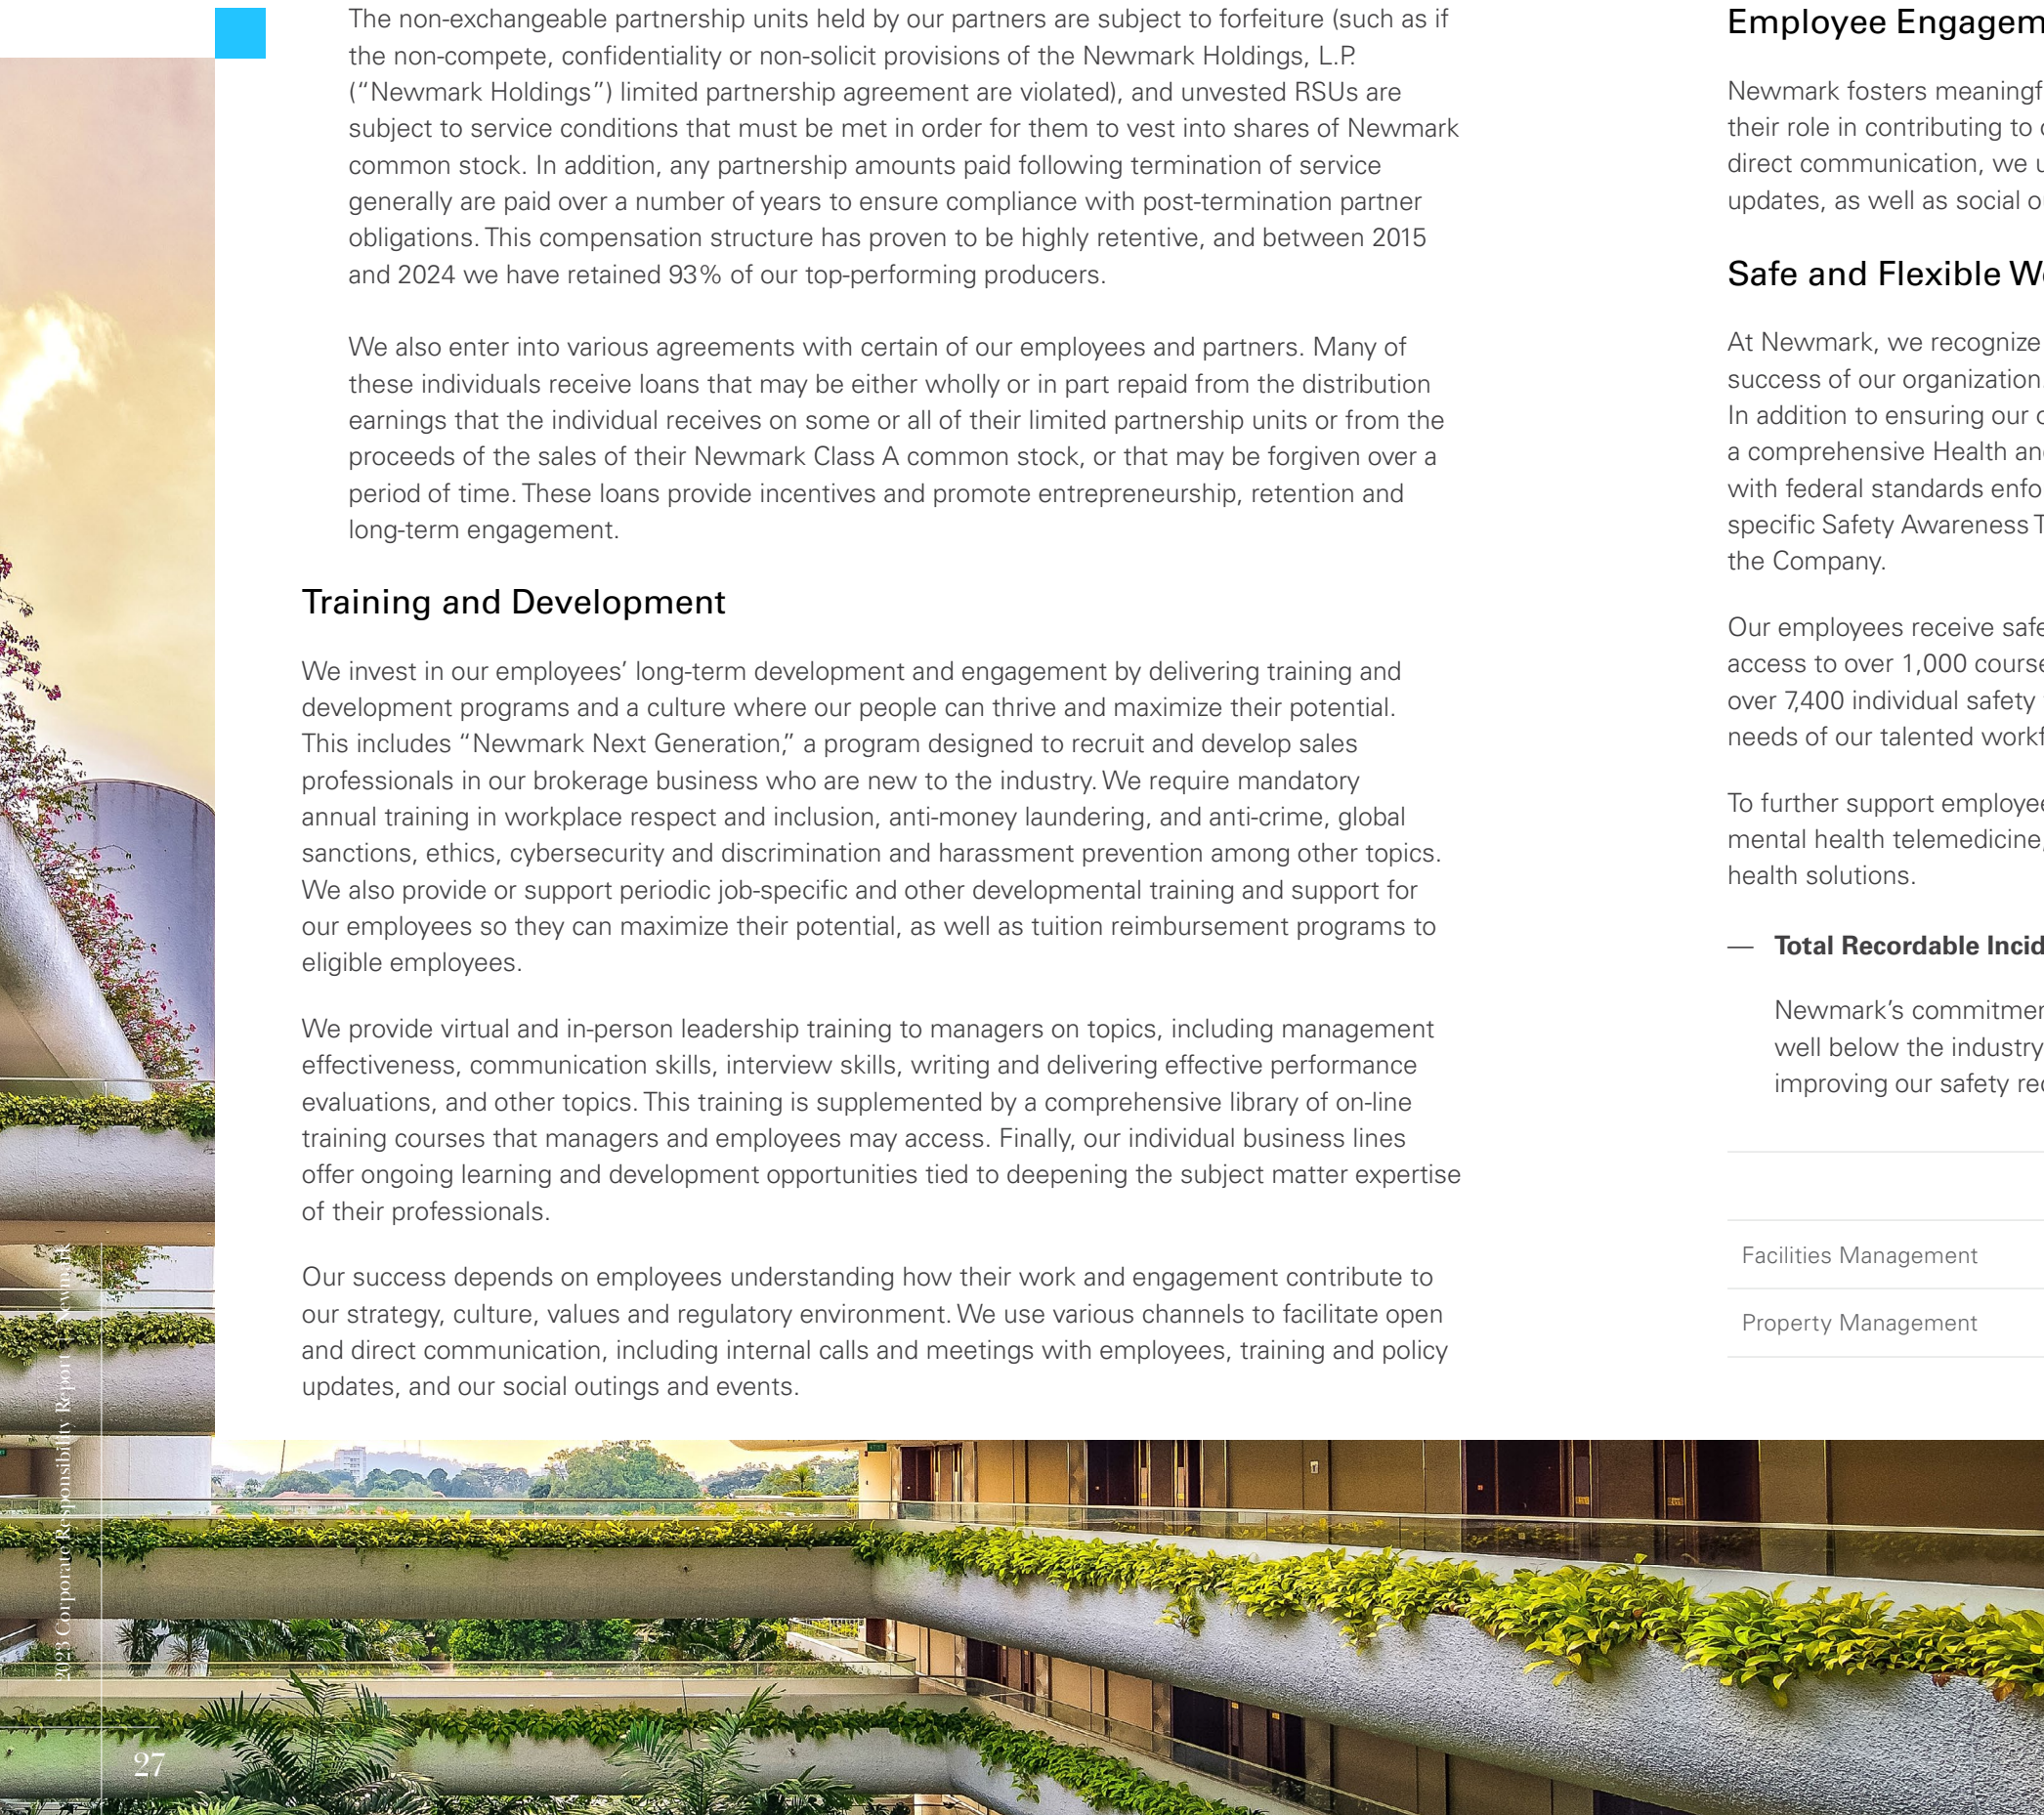 The non-exchangeable partnership units held by our partners are subject to forfeiture (such as if
the non-compete, confidentiality or non-solicit provisions of the Newmark Holdings, L.P.
(“Newmark Holdings”) limited partnership agreement are violated), and unvested RSUs are
subject to service conditions that must be met in order for them to vest into shares of Newmark
common stock. In addition, any partnership amounts paid following termination of service
generally are paid over a number of years to ensure compliance with post-termination partner
obligations. This compensation structure has proven to be highly retentive, and between 2015
and 2024 we have retained 93% of our top-performing producers.
We also enter into various agreements with certain of our employees and partners. Many of
these individuals receive loans that may be either wholly or in part repaid from the distribution
earnings that the individual receives on some or all of their limited partnership units or from the
proceeds of the sales of their Newmark Class A common stock, or that may be forgiven over a
period of time. These loans provide incentives and promote entrepreneurship, retention and
long-term engagement.
Training and Development
We invest in our employees’ long-term development and engagement by delivering training and
development programs and a culture where our people can thrive and maximize their potential.
This includes “Newmark Next Generation,” a program designed to recruit and develop sales
professionals in our brokerage business who are new to the industry. We require mandatory
annual training in workplace respect and inclusion, anti-money laundering, and anti-crime, global
sanctions, ethics, cybersecurity and discrimination and harassment prevention among other topics.
We also provide or support periodic job-specific and other developmental training and support for
our employees so they can maximize their potential, as well as tuition reimbursement programs to
eligible employees.
We provide virtual and in-person leadership training to managers on topics, including management
effectiveness, communication skills, interview skills, writing and delivering effective performance
evaluations, and other topics. This training is supplemented by a comprehensive library of on-line
training courses that managers and employees may access. Finally, our individual business lines
offer ongoing learning and development opportunities tied to deepening the subject matter expertise
of their professionals.
Our success depends on employees understanding how their work and engagement contribute to
our strategy, culture, values and regulatory environment. We use various channels to facilitate open
and direct communication, including internal calls and meetings with employees, training and policy
updates, and our social outings and events.
Employee
Newmark fosters
their role in contributing to
direct communication, we
updates, as well as social
Safe and Flexible
At Newmark, we recognize
success of our organization
In addition to ensuring our
a comprehensive Health
with federal standards
specific Safety Awareness
the Company.
Our employees receive
access to over 1,000
over 7,400 individual safety
needs of our talented
To further support
mental health telemedicine,
health solutions.
— Total Recordable
Newmark’s
well below the industry
improving our safety
Facilities Management
Property Management
2023 Corporate Responsibility Report | Newmark
27